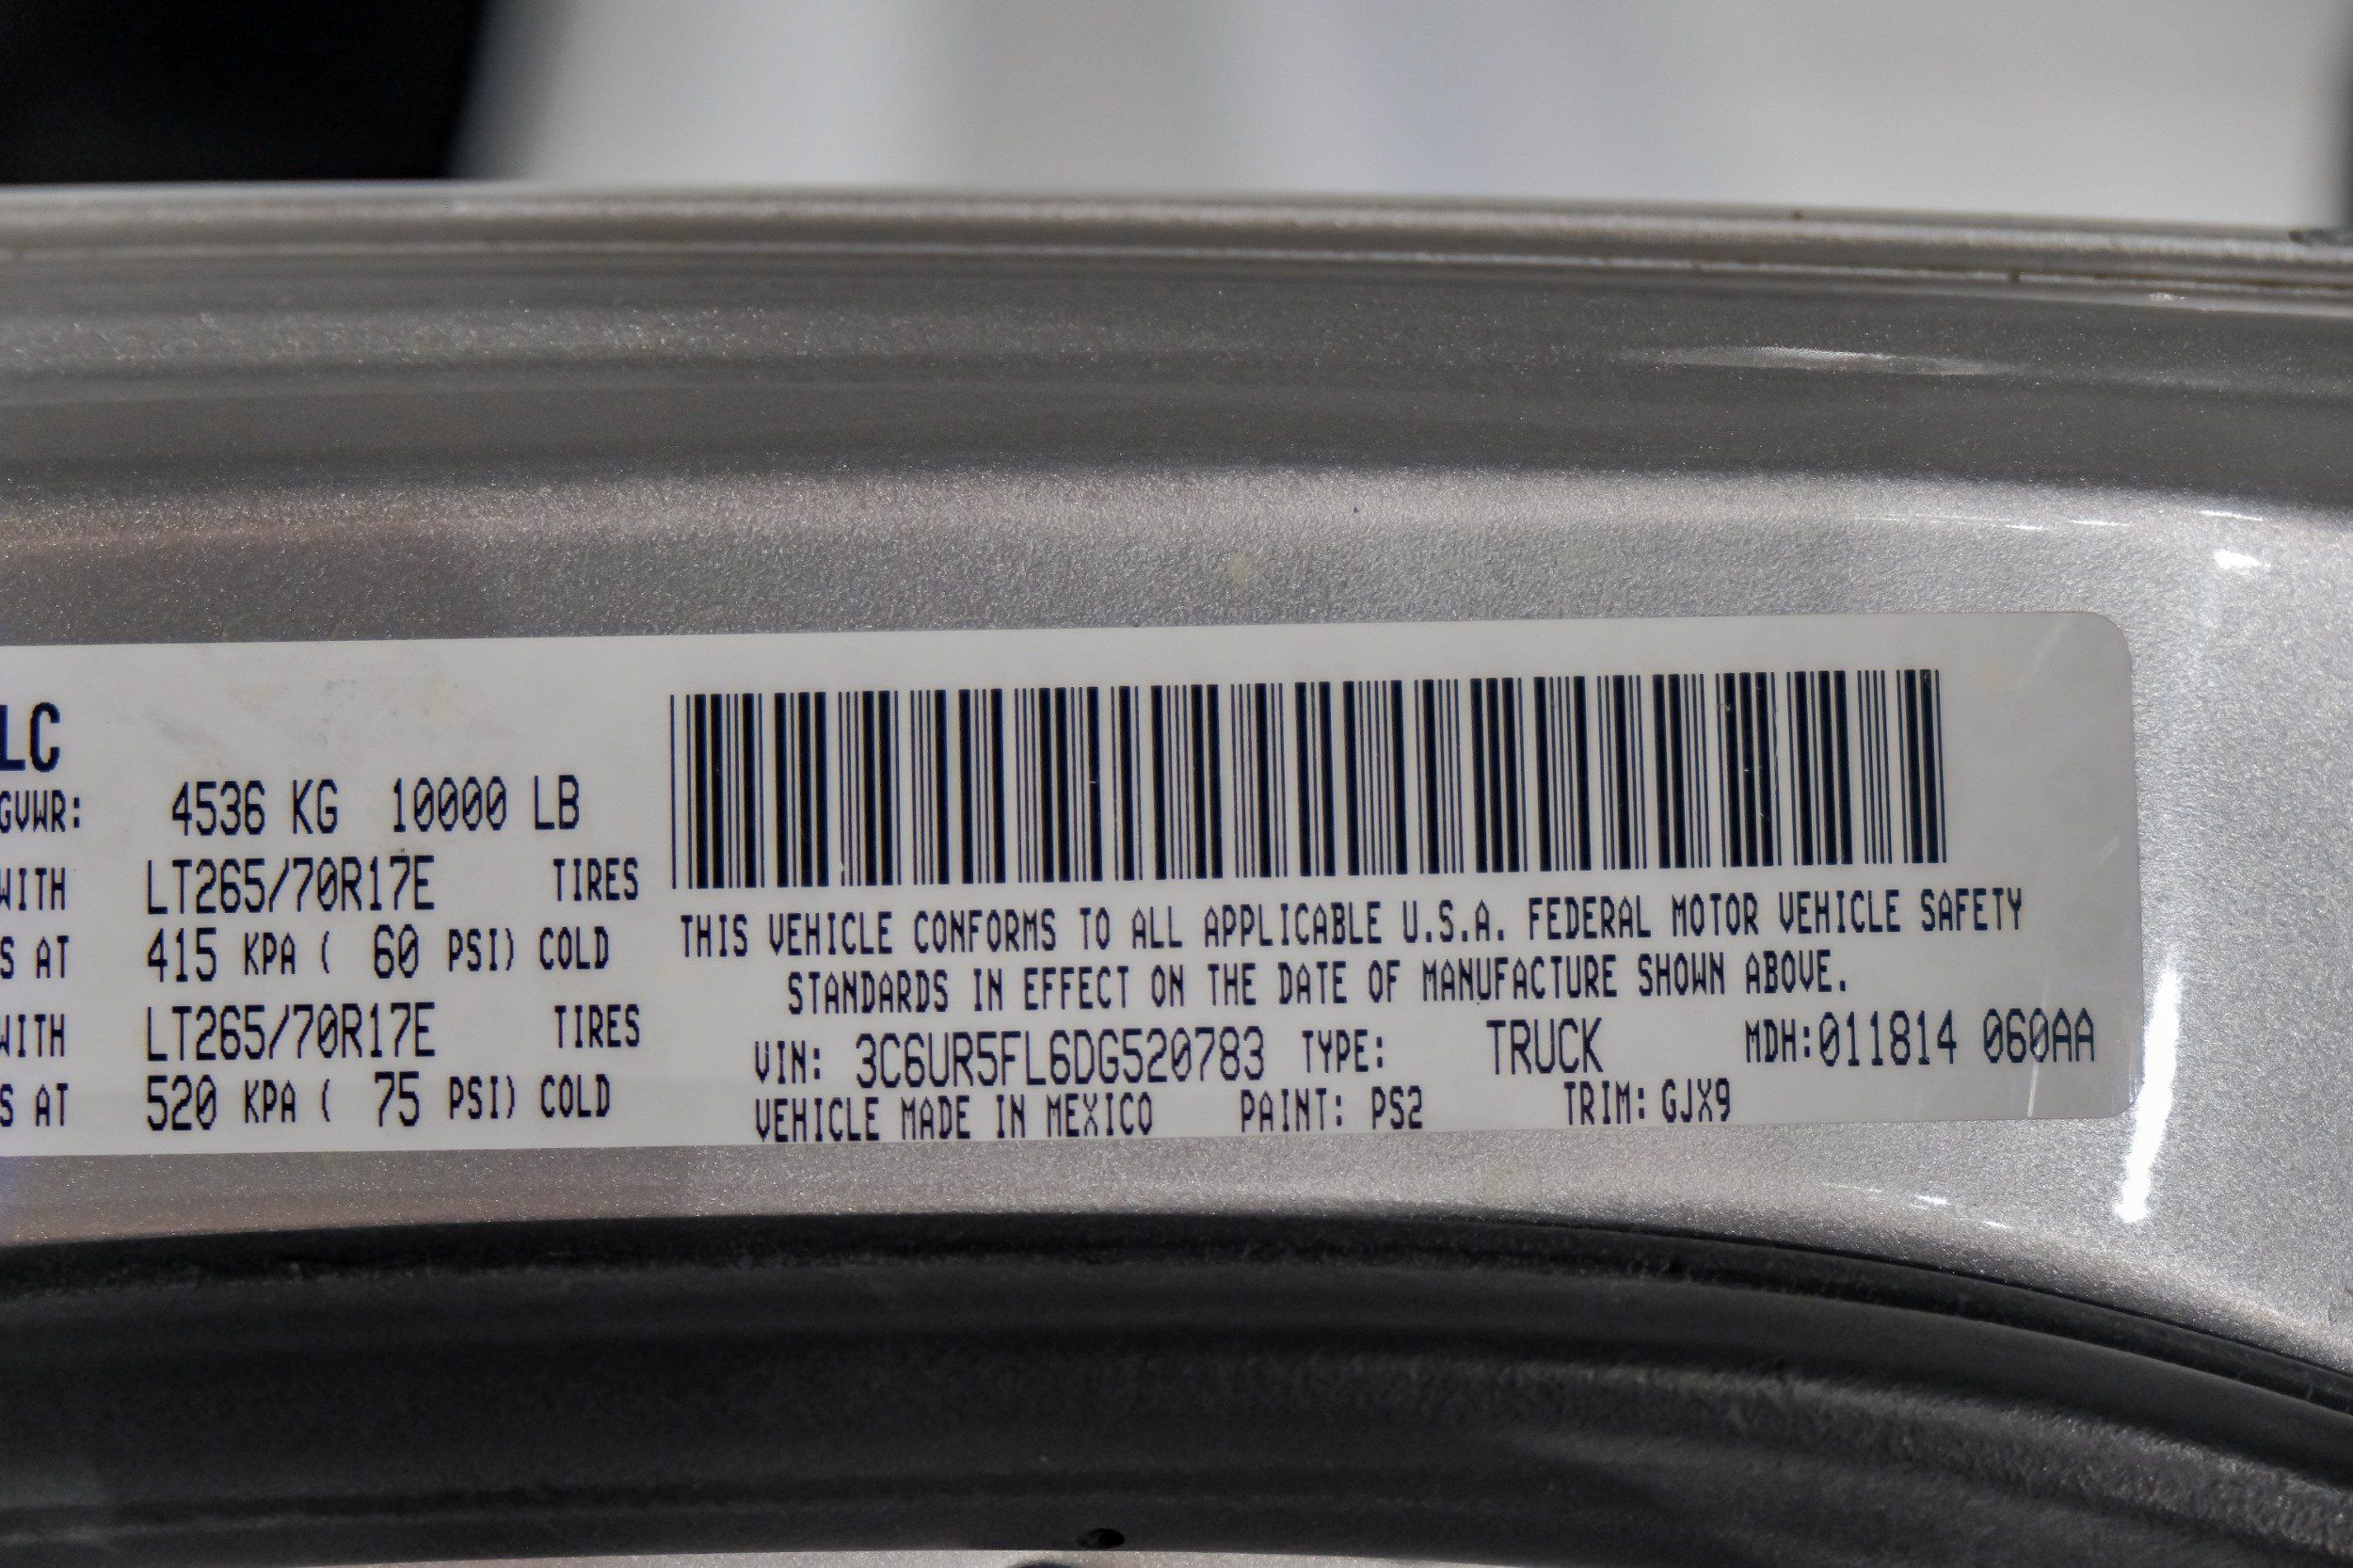 LC
GVWR: 4536 KG 10000 LB
WITH LT265/70R17E TIRES
S AT 415 KPA ( 60 PSI) COLD
WITH LT265/70R17E TIRES
S AT 520 KPA ( 75 PSI) COLD
THIS VEHICLE CONFORMS TO ALL APPLICABLE U.S.A. FEDERAL MOTOR VEHICLE SAFETY
STANDARDS IN EFFECT ON THE DATE OF MANUFACTURE SHOWN ABOVE.
VIN: 3C6UR5FL6DG520783 TYPE: TRUCK MDH:011814 060AA
VEHICLE MADE IN MEXICO PAINT: PS2 TRIM: GJX9